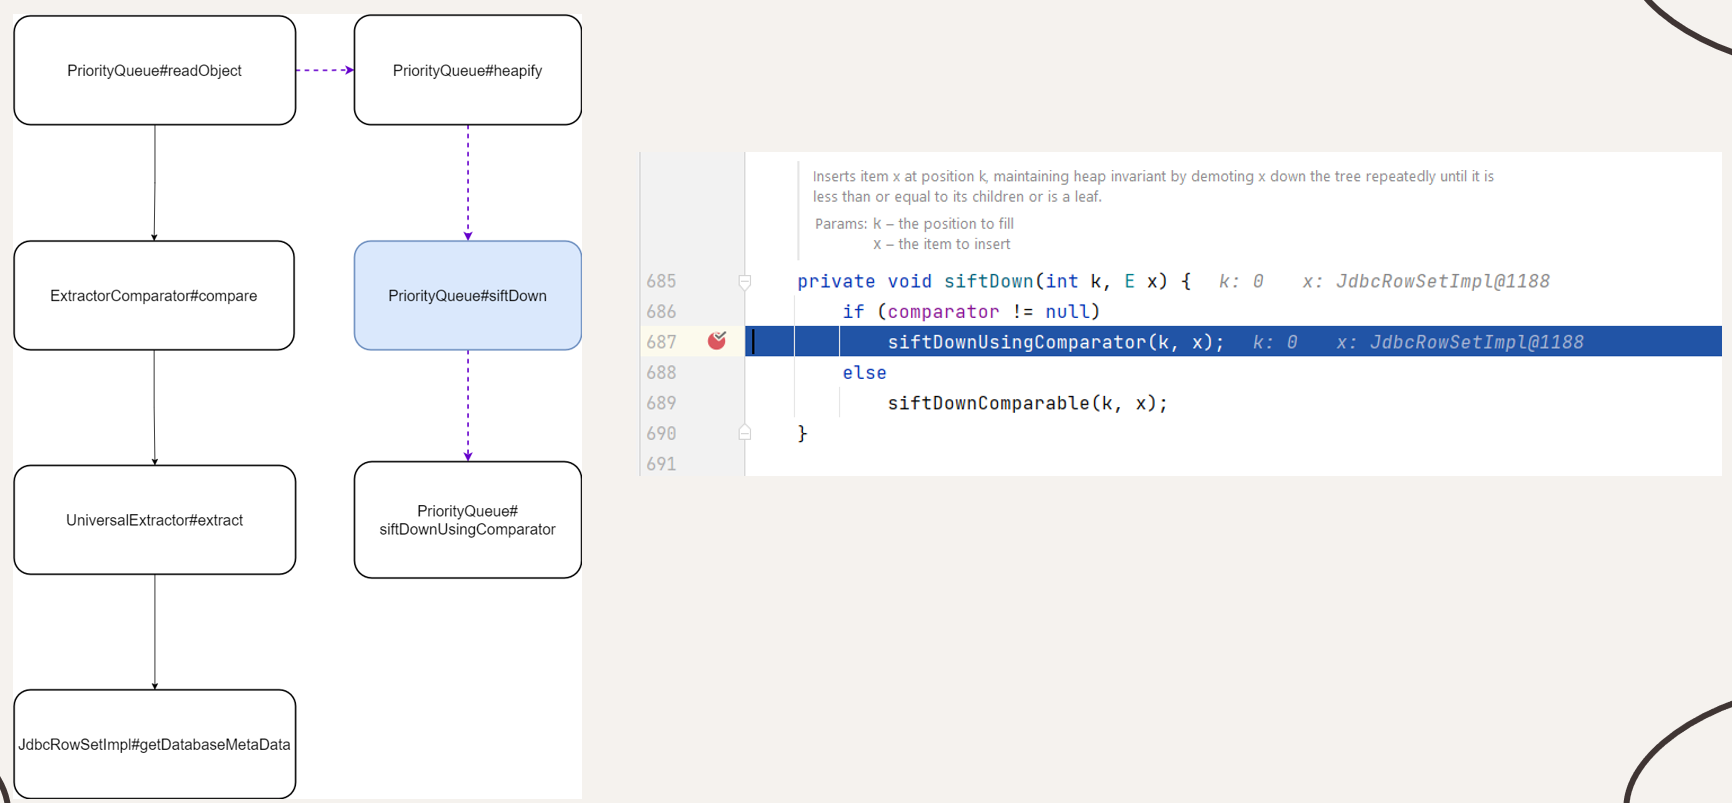 PriorityQueue#readObject
PriorityQueue#heapify
ExtractorComparator#compare
PriorityQueue#siftDown
UniversalExtractor#extract
PriorityQueue#
siftDownUsingComparator
JdbcRowSetImpl#getDatabaseMetaData
Inserts item x at position k, maintaining heap invariant by demoting x down the tree repeatedly until it is
less than or equal to its children or is a leaf.
Params: k – the position to fill
x – the item to insert
685 private void siftDown(int k, E x) { k: 0 x: JdbcRowSetImpl@1188
686 if (comparator != null)
687 siftDownUsingComparator(k, x); k: 0 x: JdbcRowSetImpl@1188
688 else
689 siftDownComparable(k, x);
690 }
691